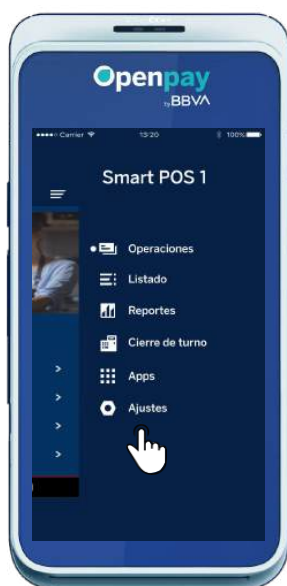 Openpay
by BBVA
Carrier 13:20 100%
Smart POS 1
Operaciones
Listado
Reportes
Cierre de turno
Apps
Ajustes